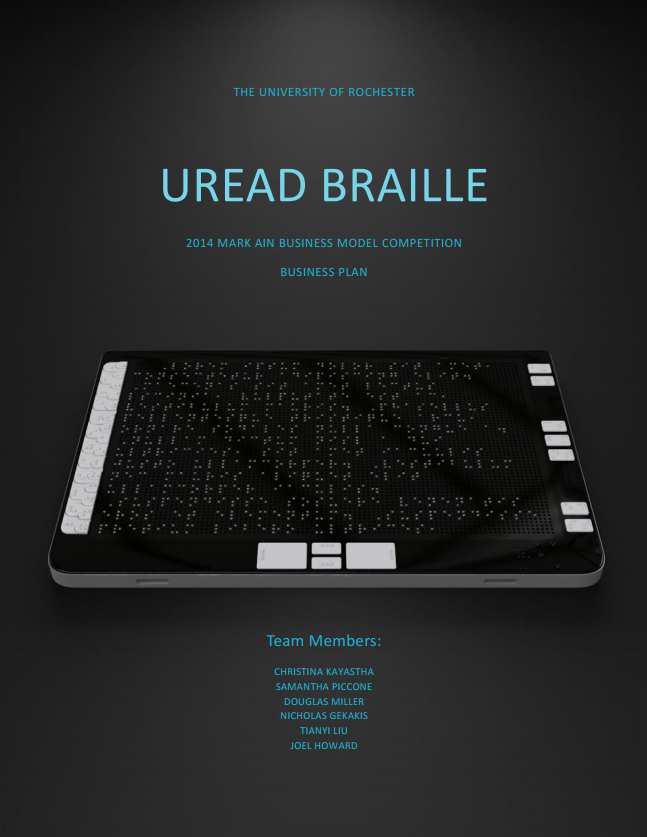 THE UNIVERSITY OF ROCHESTER
UREAD BRAILLE
2014 MARK AIN BUSINESS MODEL COMPETITION
BUSINESS PLAN
Team Members:
CHRISTINA KAYASTHA
SAMANTHA PICCONE
DOUGLAS MILLER
NICHOLAS GEKAKIS
TIANYI LIU
JOEL HOWARD